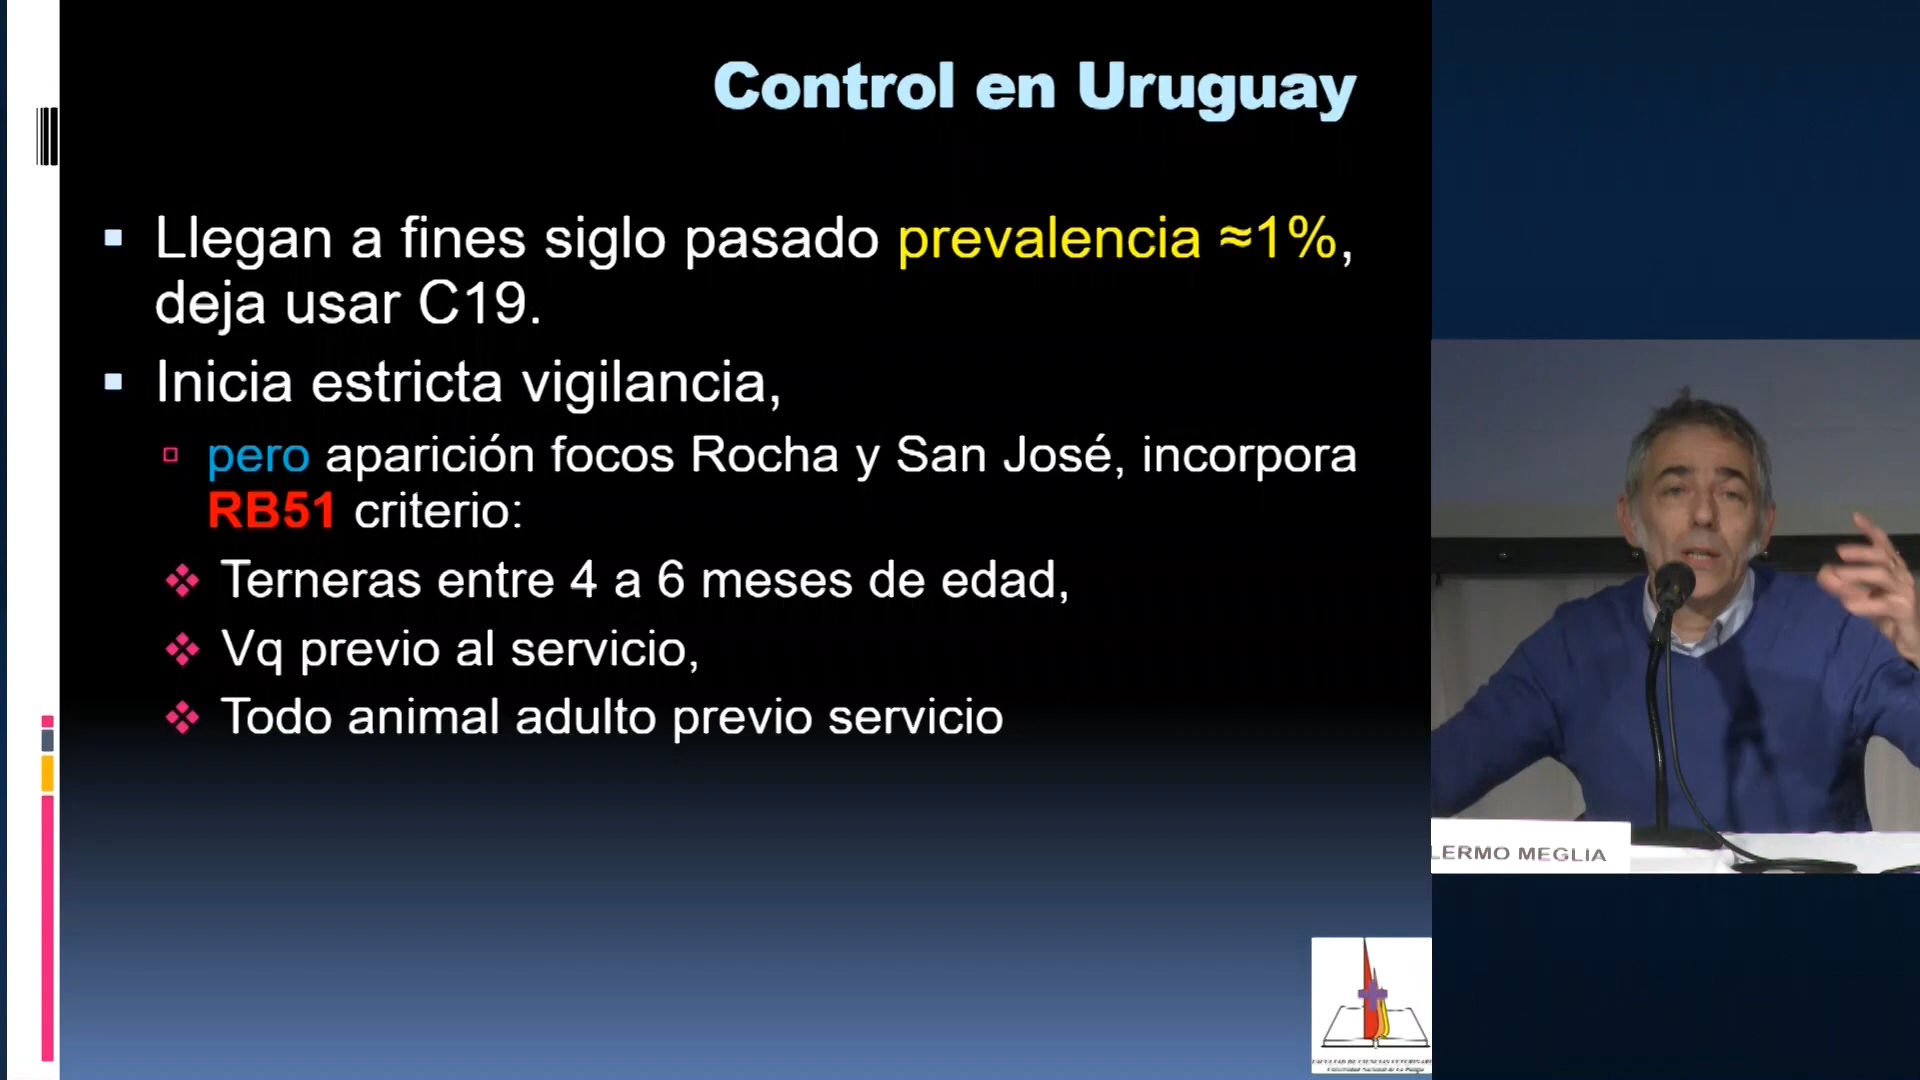 Control en Uruguay
Llegan a fines siglo pasado prevalencia ≈1%,
deja usar C19.
Inicia estricta vigilancia,
pero aparición focos Rocha y San José, incorpora
RB51 criterio:
Terneras entre 4 a 6 meses de edad,
Vq previo al servicio,
Todo animal adulto previo servicio
LERMO MEGLIA